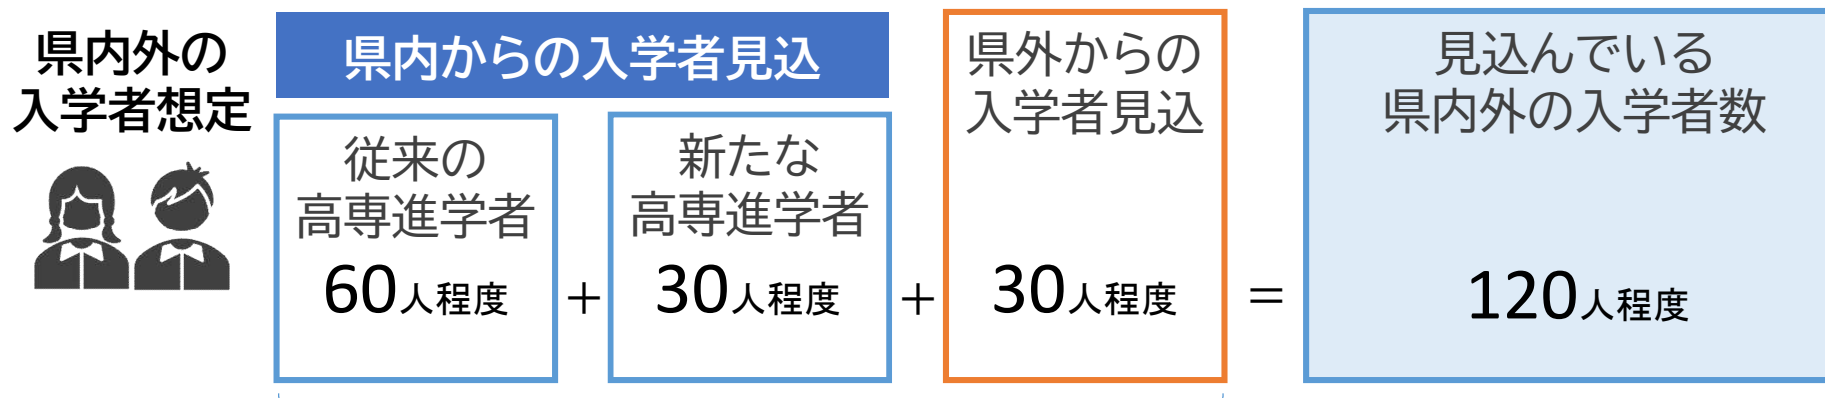 県内外の
入学者想定
県内からの入学者見込
従来の
高専進学者
60人程度
+
新たな
高専進学者
30人程度
+
県外からの
入学者見込
30人程度
=
見込んでいる
県内外の入学者数
120人程度